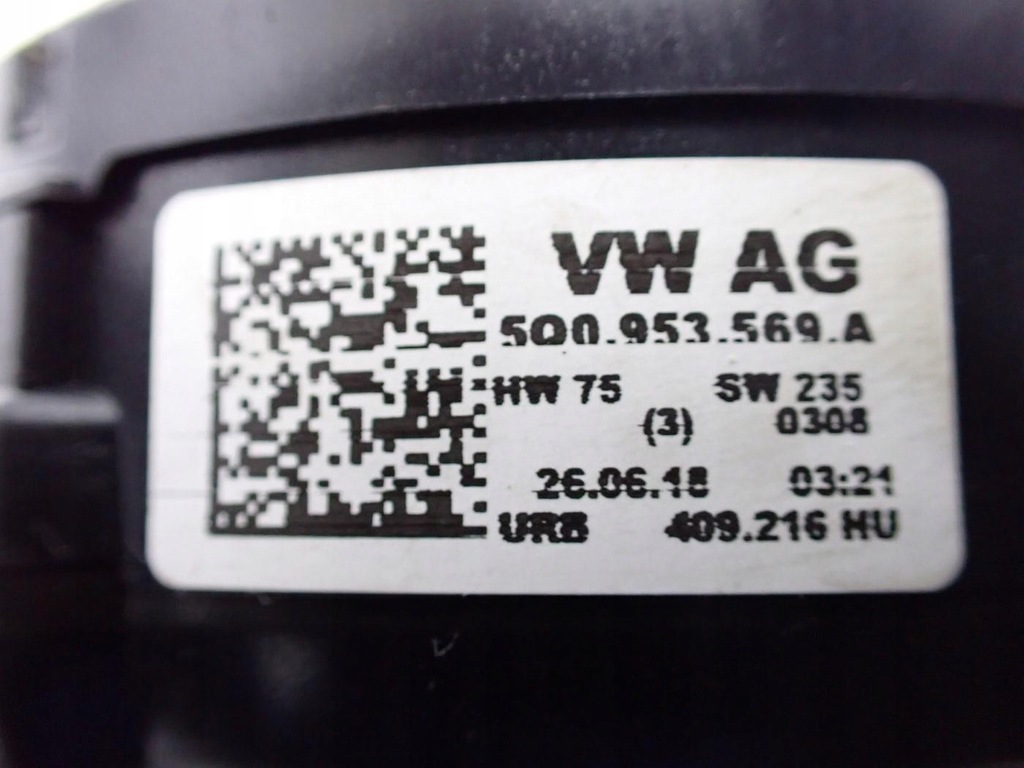 VW AG
5Q0.953.569.A
HW 75 SW 235
(3) 0308
26.06.18 03:21
URB 409.216 HU